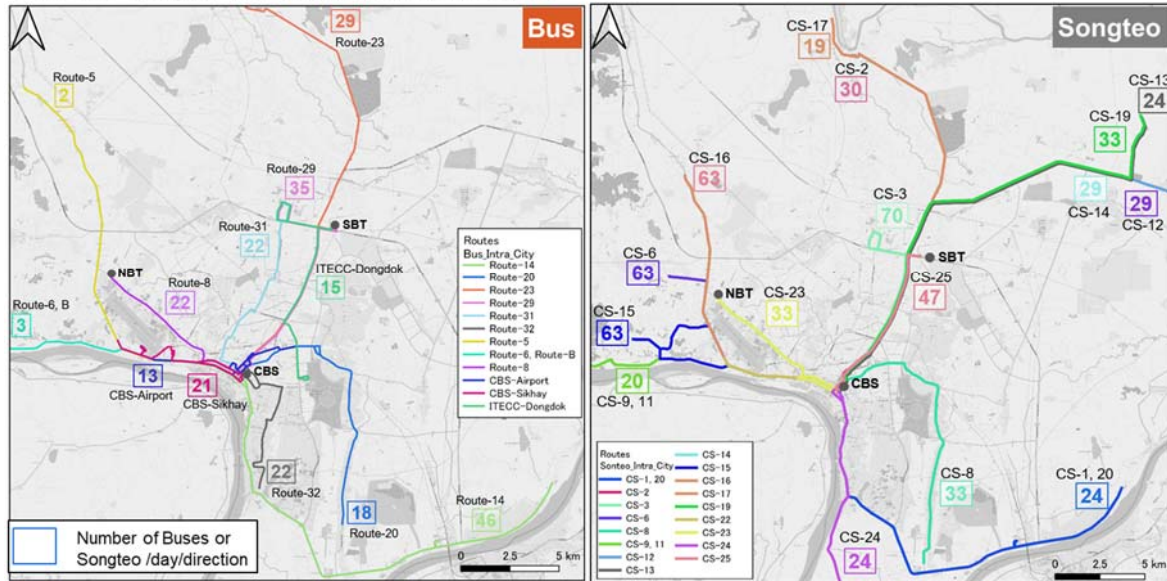 Bus
29
Route-23
Route-5
2
Route-29
35
Route-31
22
SBT
ITECC-Dongdok
15
NBT
Route-8
22
Route-6, B
3
13
CBS-Airport
21
CBS-Sikhay
CBS
22
Route-32
18
Route-20
Route-14
46
Routes
Bus_Intra_City
Route-14
Route-20
Route-23
Route-29
Route-31
Route-32
Route-5
Route-6, Route-B
Route-8
CBS-Airport
CBS-Sikhay
ITECC-Dongdok
Number of Buses or
Songteo /day/direction
0 2.5 5 km
Songteo
CS-17
19
CS-2
30
CS-13
24
CS-19
33
CS-16
63
CS-3
70
29
CS-14
29
CS-12
CS-6
63
SBT
CS-25
47
NBT
CS-23
33
CS-15
63
20
CS-9, 11
CBS
CS-8
33
CS-1, 20
24
CS-24
24
Routes
Sonteo_Intra_City
CS-1, 20
CS-2
CS-3
CS-6
CS-8
CS-9, 11
CS-12
CS-13
CS-14
CS-15
CS-16
CS-17
CS-19
CS-22
CS-23
CS-24
CS-25
0 2.5 5 km